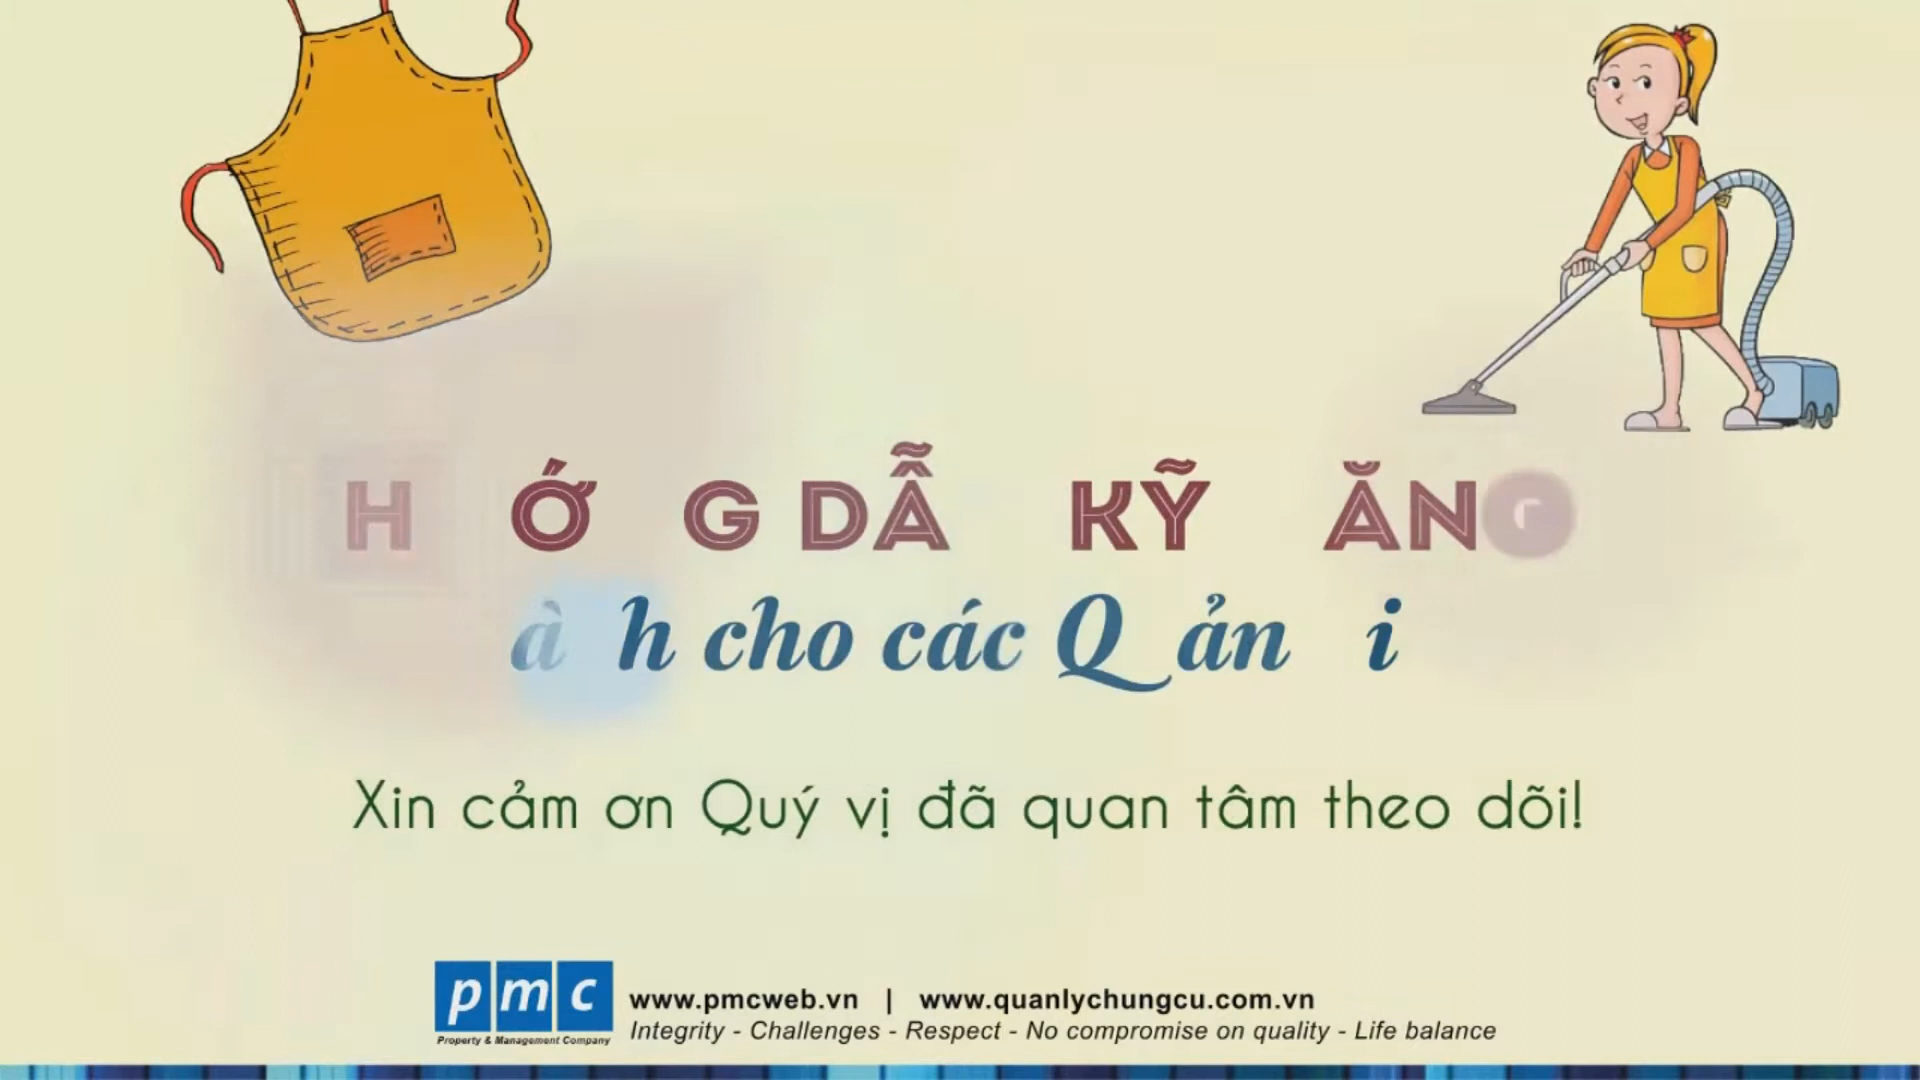 H Ớ G DẪ KỸ ĂNG
à h cho các Q ản i
Xin cảm ơn Quý vị đã quan tâm theo dõi!
pmc
Property & Management Company
www.pmcweb.vn | www.quanlychungcu.com.vn
Integrity - Challenges - Respect - No compromise on quality - Life balance